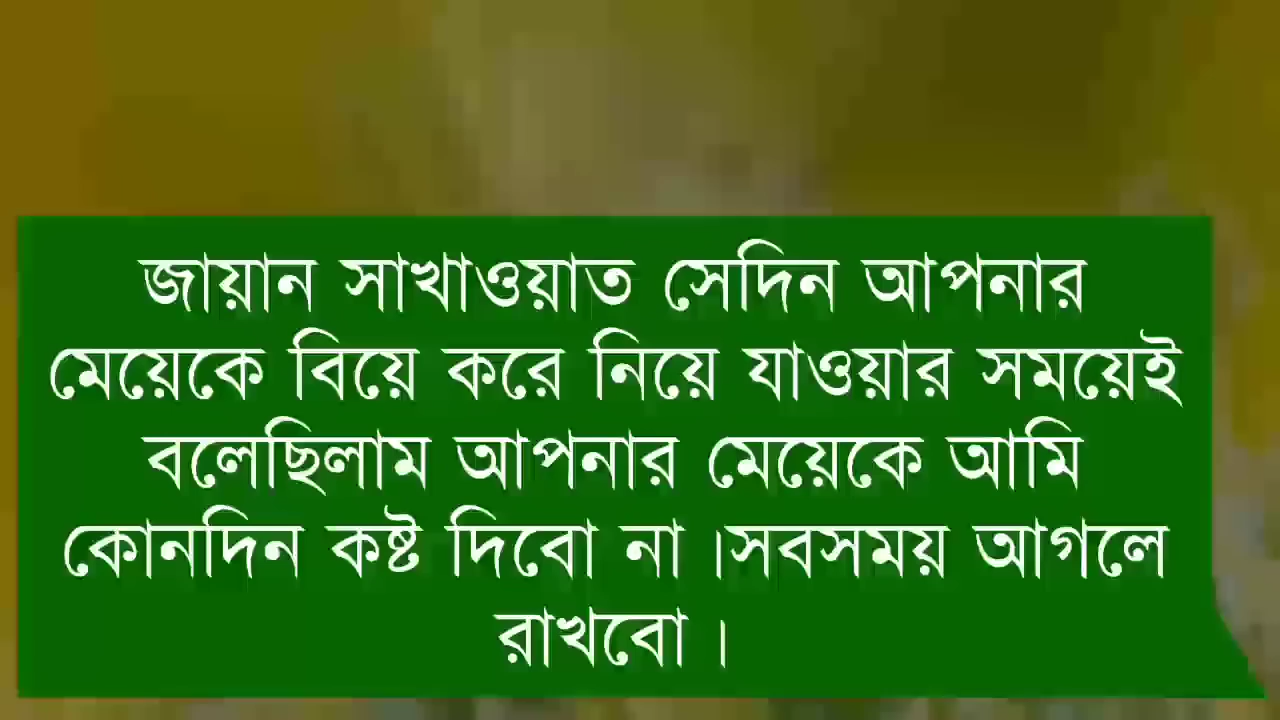 জায়ান সাখাওয়াত সেদিন আপনার
মেয়েকে বিয়ে করে নিয়ে যাওয়ার সময়েই
বলেছিলাম আপনার মেয়েকে আমি
কোনদিন কষ্ট দিবো না ।সবসময় আগলে
রাখবো ।